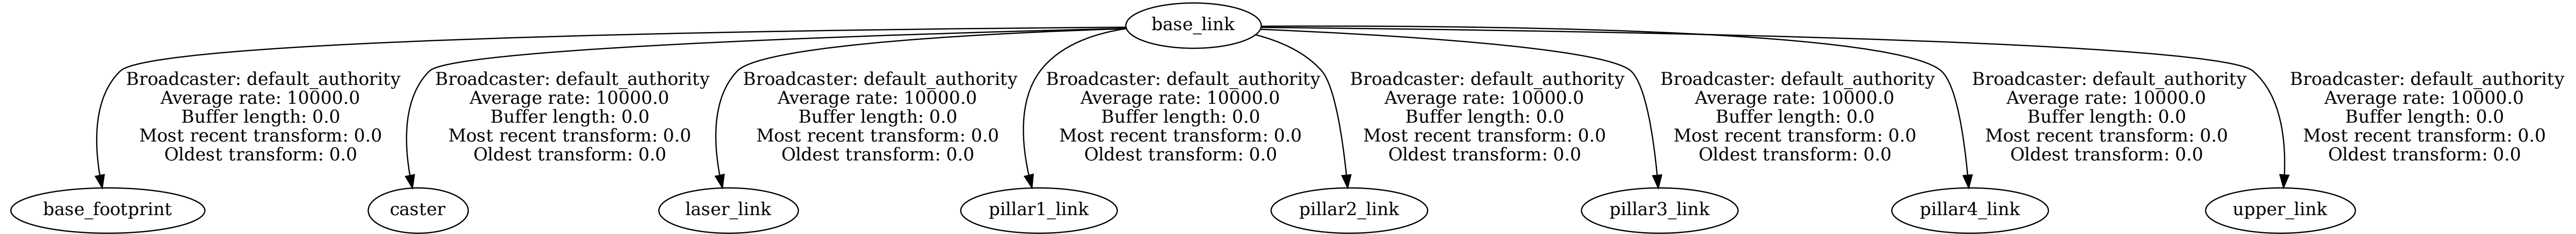 base_link
Broadcaster: default_authority
Average rate: 10000.0
Buffer length: 0.0
Most recent transform: 0.0
Oldest transform: 0.0
Broadcaster: default_authority
Average rate: 10000.0
Buffer length: 0.0
Most recent transform: 0.0
Oldest transform: 0.0
Broadcaster: default_authority
Average rate: 10000.0
Buffer length: 0.0
Most recent transform: 0.0
Oldest transform: 0.0
Broadcaster: default_authority
Average rate: 10000.0
Buffer length: 0.0
Most recent transform: 0.0
Oldest transform: 0.0
Broadcaster: default_authority
Average rate: 10000.0
Buffer length: 0.0
Most recent transform: 0.0
Oldest transform: 0.0
Broadcaster: default_authority
Average rate: 10000.0
Buffer length: 0.0
Most recent transform: 0.0
Oldest transform: 0.0
Broadcaster: default_authority
Average rate: 10000.0
Buffer length: 0.0
Most recent transform: 0.0
Oldest transform: 0.0
Broadcaster: default_authority
Average rate: 10000.0
Buffer length: 0.0
Most recent transform: 0.0
Oldest transform: 0.0
base_footprint
caster
laser_link
pillar1_link
pillar2_link
pillar3_link
pillar4_link
upper_link